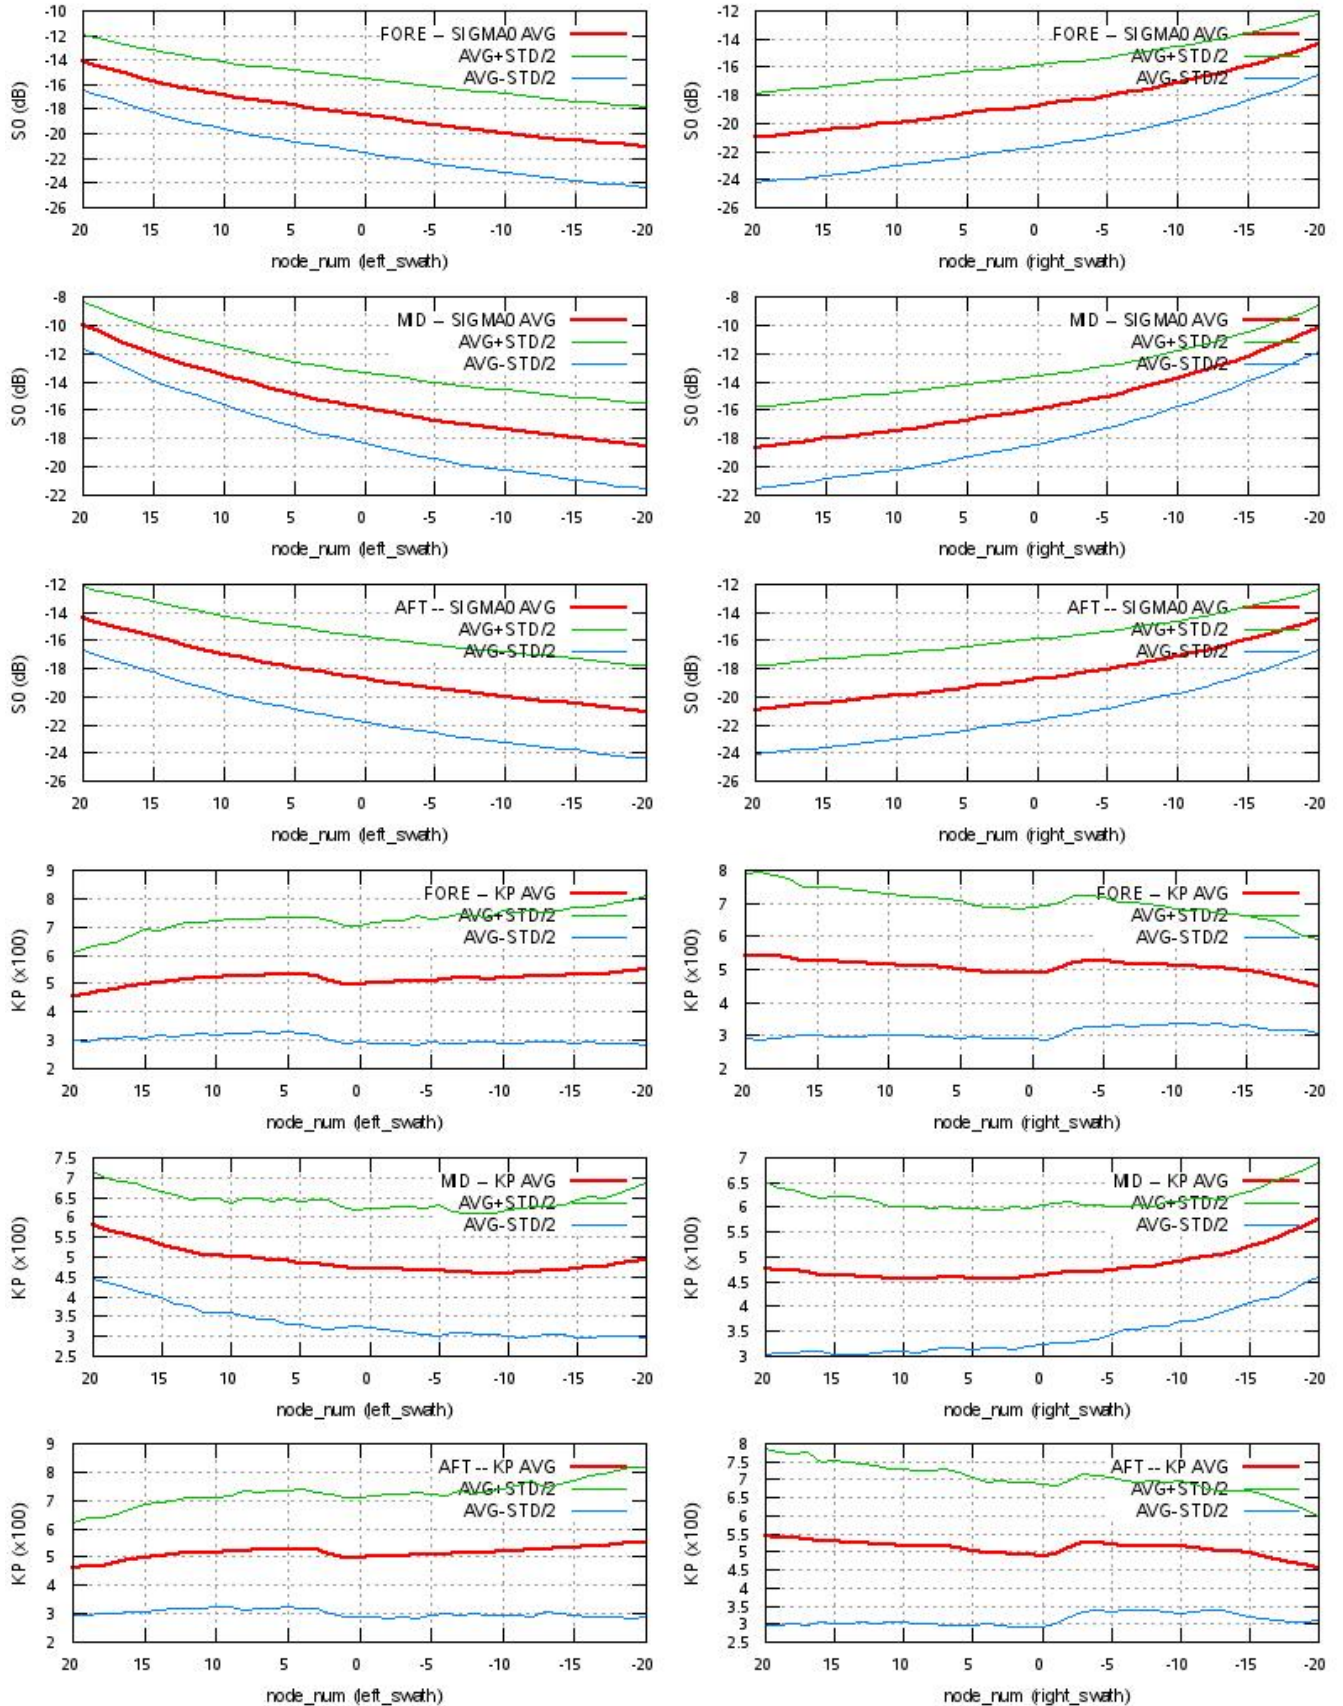 -10
-12
-14
-16
-18
-20
-22
-24
-26
S0 (dB)
FORE -- SIGMA0 AVG
AVG+STD/2
AVG-STD/2
20 15 10 5 0 -5 -10 -15 -20
node_num (left_swath)
-12
-14
-16
-18
-20
-22
-24
-26
S0 (dB)
FORE -- SIGMA0 AVG
AVG+STD/2
AVG-STD/2
20 15 10 5 0 -5 -10 -15 -20
node_num (right_swath)
-8
-10
-12
-14
-16
-18
-20
-22
S0 (dB)
MID -- SIGMA0 AVG
AVG+STD/2
AVG-STD/2
20 15 10 5 0 -5 -10 -15 -20
node_num (left_swath)
-8
-10
-12
-14
-16
-18
-20
-22
S0 (dB)
MID -- SIGMA0 AVG
AVG+STD/2
AVG-STD/2
20 15 10 5 0 -5 -10 -15 -20
node_num (right_swath)
-12
-14
-16
-18
-20
-22
-24
-26
S0 (dB)
AFT -- SIGMA0 AVG
AVG+STD/2
AVG-STD/2
20 15 10 5 0 -5 -10 -15 -20
node_num (left_swath)
-12
-14
-16
-18
-20
-22
-24
-26
S0 (dB)
AFT -- SIGMA0 AVG
AVG+STD/2
AVG-STD/2
20 15 10 5 0 -5 -10 -15 -20
node_num (right_swath)
9
8
7
6
5
4
3
2
KP (x100)
FORE -- KP AVG
AVG+STD/2
AVG-STD/2
20 15 10 5 0 -5 -10 -15 -20
node_num (left_swath)
8
7
6
5
4
3
2
KP (x100)
FORE -- KP AVG
AVG+STD/2
AVG-STD/2
20 15 10 5 0 -5 -10 -15 -20
node_num (right_swath)
7.5
7
6.5
6
5.5
5
4.5
4
3.5
3
2.5
KP (x100)
MID -- KP AVG
AVG+STD/2
AVG-STD/2
20 15 10 5 0 -5 -10 -15 -20
node_num (left_swath)
7
6.5
6
5.5
5
4.5
4
3.5
3
KP (x100)
MID -- KP AVG
AVG+STD/2
AVG-STD/2
20 15 10 5 0 -5 -10 -15 -20
node_num (right_swath)
9
8
7
6
5
4
3
2
KP (x100)
AFT -- KP AVG
AVG+STD/2
AVG-STD/2
20 15 10 5 0 -5 -10 -15 -20
node_num (left_swath)
8
7.5
7
6.5
6
5.5
5
4.5
4
3.5
3
2.5
KP (x100)
AFT -- KP AVG
AVG+STD/2
AVG-STD/2
20 15 10 5 0 -5 -10 -15 -20
node_num (right_swath)